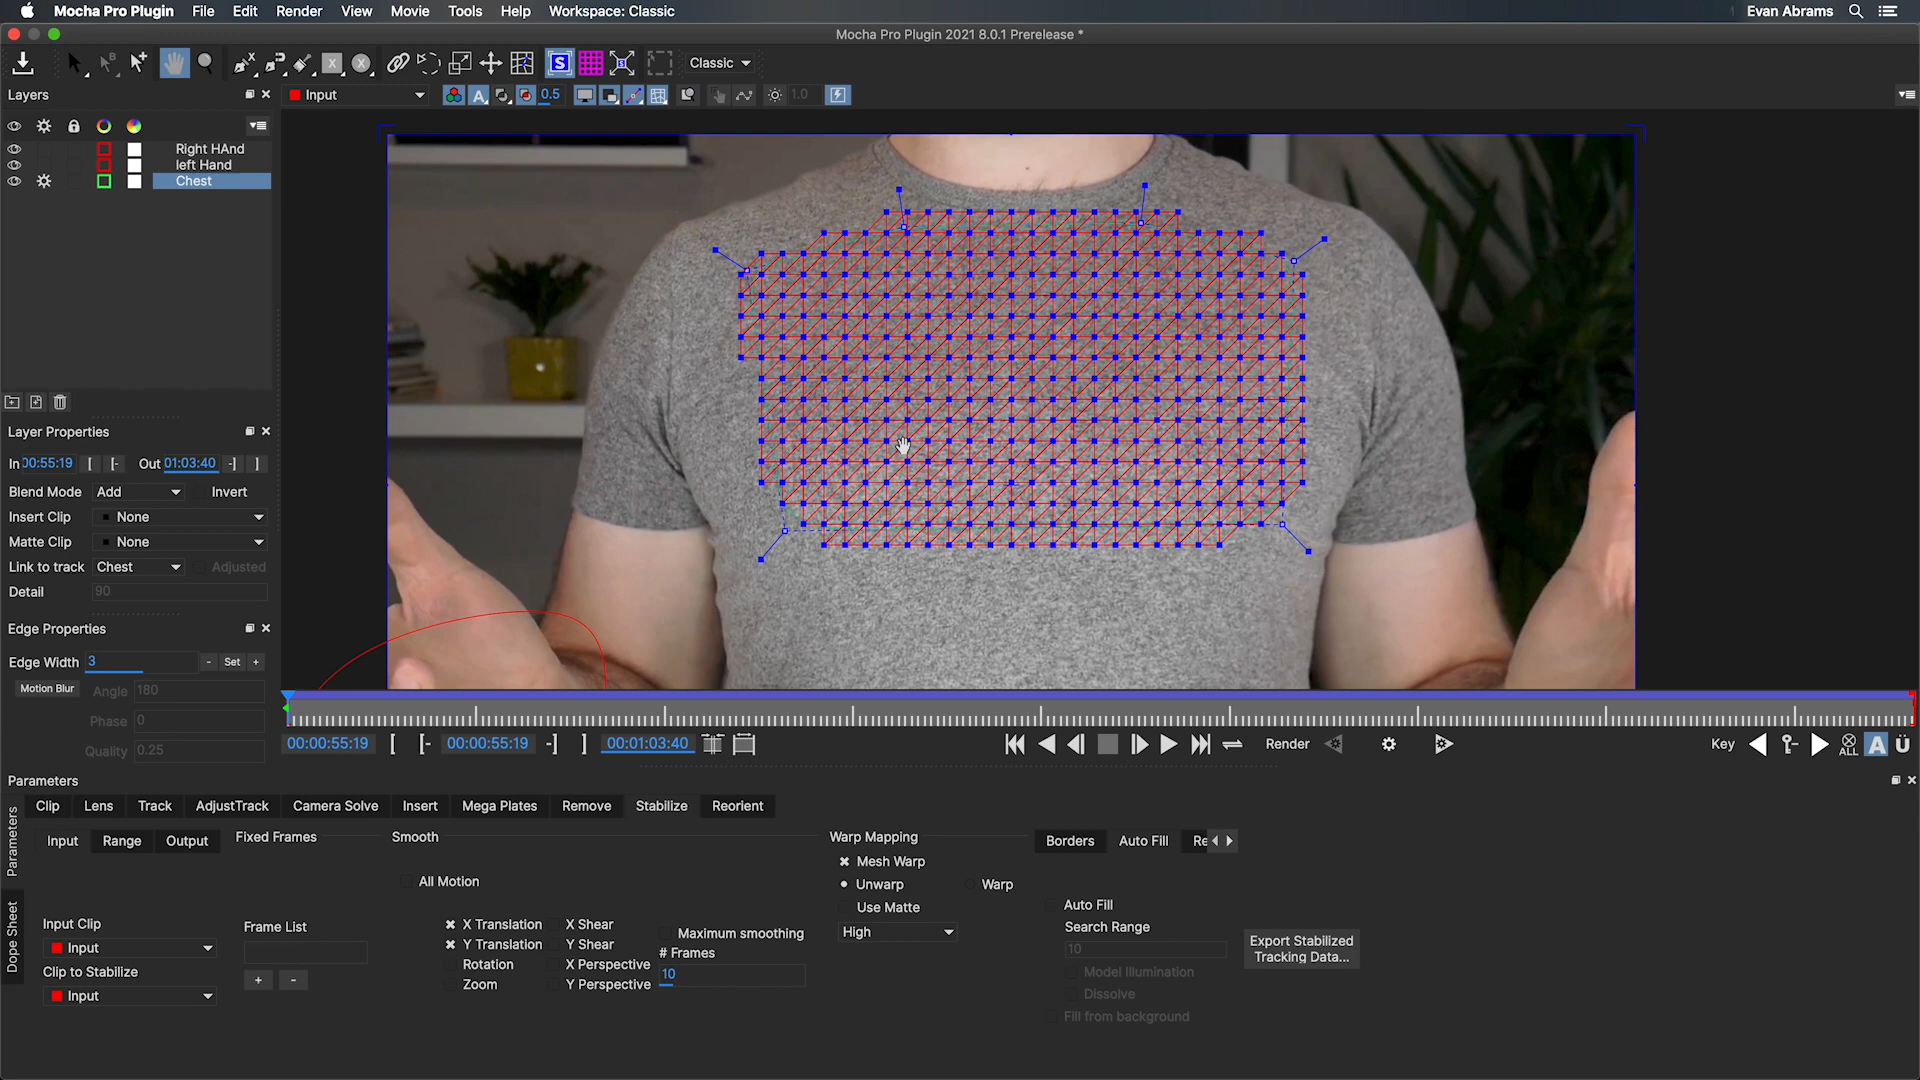 Mocha Pro Plugin File Edit Render View Movie Tools Help Workspace: Classic Evan Abrams
Mocha Pro Plugin 2021 8.0.1 Prerelease *
Classic
Layers
Input
0.5
1.0
Right HAnd
left Hand
Chest
Layer Properties
In 00:55:19 Out 01:03:40
Blend Mode Add Invert
Insert Clip None
Matte Clip None
Link to track Chest Adjusted
Detail 90
Edge Properties
Edge Width 3 - Set +
Motion Blur Angle 180
Phase 0
Quality 0.25
00:00:55:19 00:00:55:19 00:01:03:40 Render Key ALL A Ü
Parameters
Clip Lens Track AdjustTrack Camera Solve Insert Mega Plates Remove Stabilize Reorient
Parameters
Dope Sheet
Input Range Output
Fixed Frames
Smooth
Warp Mapping
Borders Auto Fill Re
Mesh Warp
All Motion
Unwarp Warp
Use Matte
High
Auto Fill
Search Range
10
Model Illumination
Dissolve
Fill from background
Export Stabilized
Tracking Data...
Input Clip
Input
Clip to Stabilize
Input
Frame List
+ -
X Translation X Shear
Y Translation Y Shear
Rotation X Perspective
Zoom Y Perspective
Maximum smoothing
# Frames
10